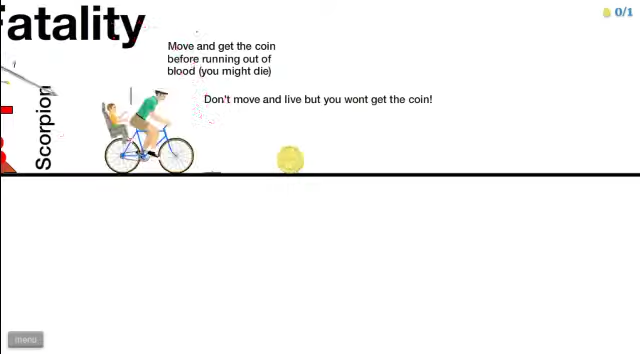 Fatality
0/1
Move and get the coin
before running out of
blood (you might die)
Scorpion
Don't move and live but you wont get the coin!
menu